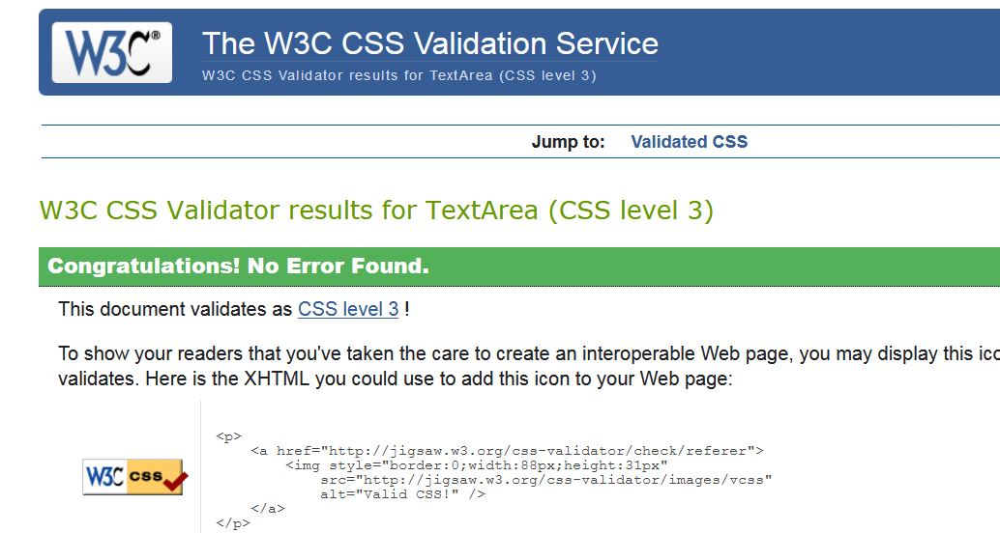 W3C®
The W3C CSS Validation Service
W3C CSS Validator results for TextArea (CSS level 3)
Jump to: Validated CSS
W3C CSS Validator results for TextArea (CSS level 3)
Congratulations! No Error Found.
This document validates as CSS level 3 !
To show your readers that you've taken the care to create an interoperable Web page, you may display this
validates. Here is the XHTML you could use to add this icon to your Web page:
<p>
<a href="http://jigsaw.w3.org/css-validator/check/referer">
<img style="border:0;width:88px;height:31px"
src="http://jigsaw.w3.org/css-validator/images/vcss"
alt="Valid CSS!" />
</a>
</p>
W3C css